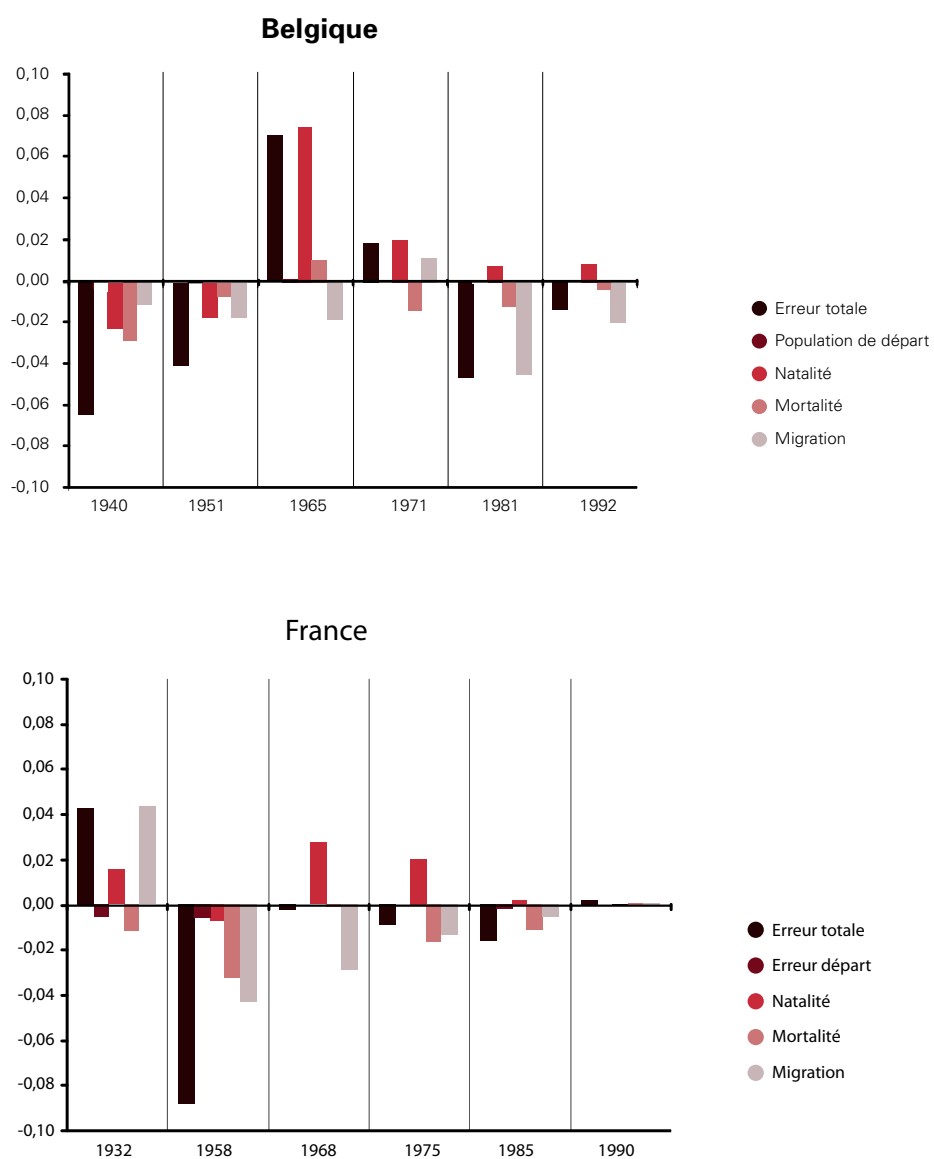 Belgique
0,10
0,08
0,06
0,04
0,02
0,00
-0,02
-0,04
-0,06
-0,08
-0,10
1940 1951 1965 1971 1981 1992
Erreur totale
Population de départ
Natalité
Mortalité
Migration
France
0,10
0,08
0,06
0,04
0,02
0,00
-0,02
-0,04
-0,06
-0,08
-0,10
1932 1958 1968 1975 1985 1990
Erreur totale
Erreur départ
Natalité
Mortalité
Migration